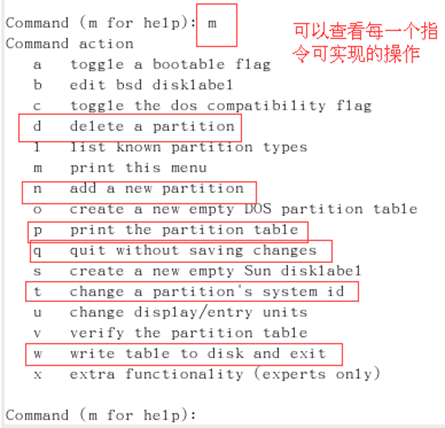 Command (m for help): m
可以查看每一个指
令可实现的操作
Command action
a toggle a bootable flag
b edit bsd disklabel
c toggle the dos compatibility flag
d delete a partition
l list known partition types
m print this menu
n add a new partition
o create a new empty DOS partition table
p print the partition table
q quit without saving changes
s create a new empty Sun disklabel
t change a partition's system id
u change display/entry units
v verify the partition table
w write table to disk and exit
x extra functionality (experts only)
Command (m for help):